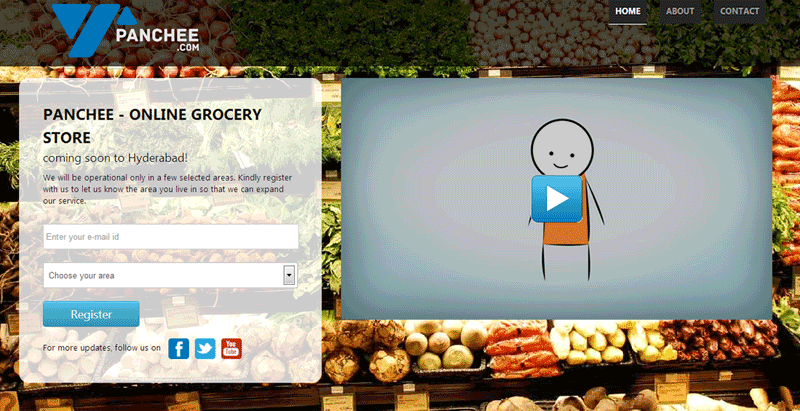 PANCHEE
.COM
HOME ABOUT CONTACT
PANCHEE - ONLINE GROCERY
STORE
coming soon to Hyderabad!
We will be operational only in a few selected areas. Kindly register
with us to let us know the area you live in so that we can expand
our service.
Enter your e-mail id
Choose your area
Register
For more updates, follow us on
You
Tube